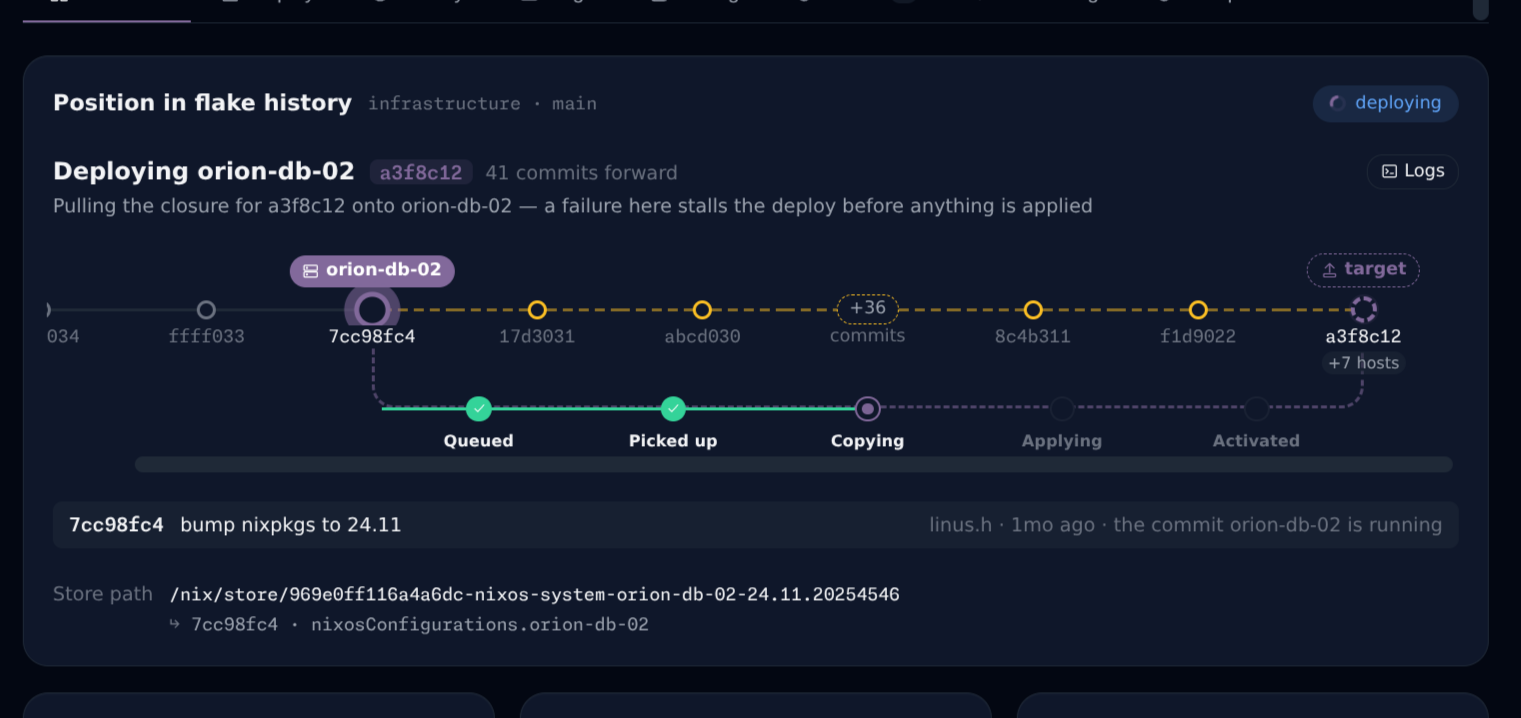 Position in flake history infrastructure · main
deploying
Deploying orion-db-02 a3f8c12 41 commits forward
Logs
Pulling the closure for a3f8c12 onto orion-db-02 — a failure here stalls the deploy before anything is applied
orion-db-02
target
+36
034 ffff033 7cc98fc4 17d3031 abcd030 commits 8c4b311 f1d9022 a3f8c12
+7 hosts
Queued Picked up Copying Applying Activated
7cc98fc4 bump nixpkgs to 24.11 linus.h · 1mo ago · the commit orion-db-02 is running
Store path /nix/store/969e0ff116a4a6dc-nixos-system-orion-db-02-24.11.20254546
↳ 7cc98fc4 · nixosConfigurations.orion-db-02